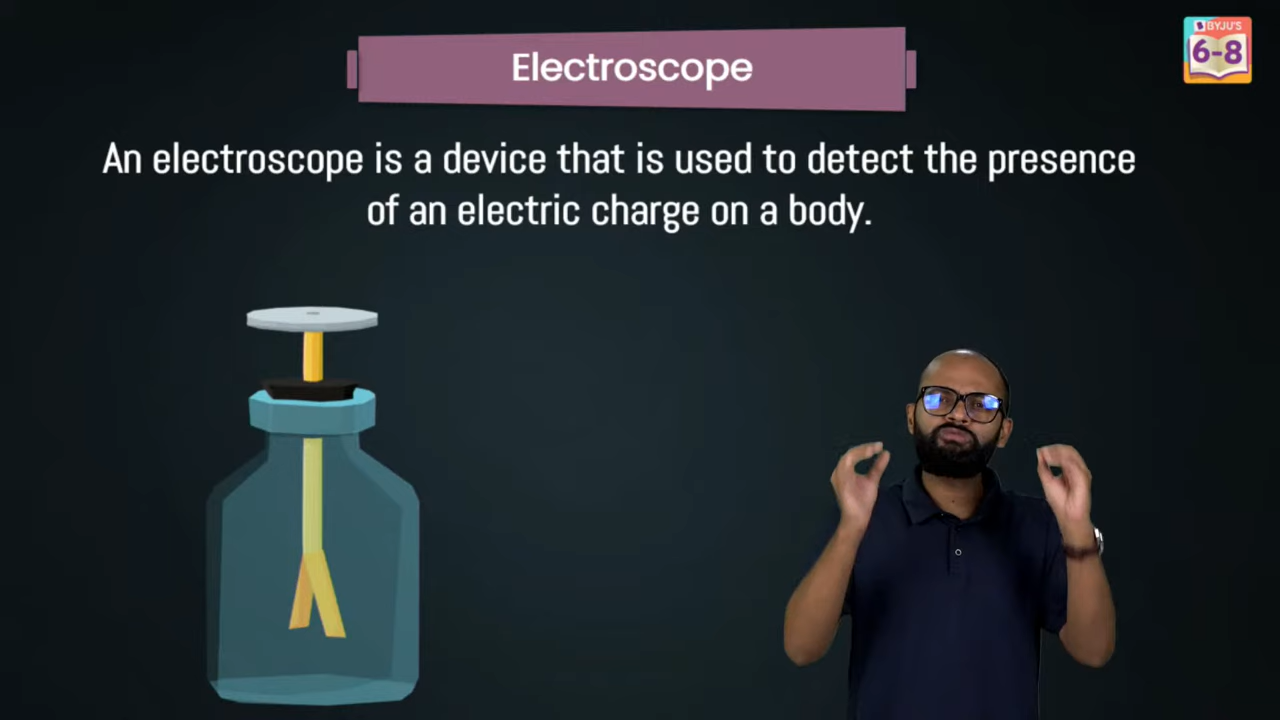 BYJU'S
6-8
Electroscope
An electroscope is a device that is used to detect the presence
of an electric charge on a body.